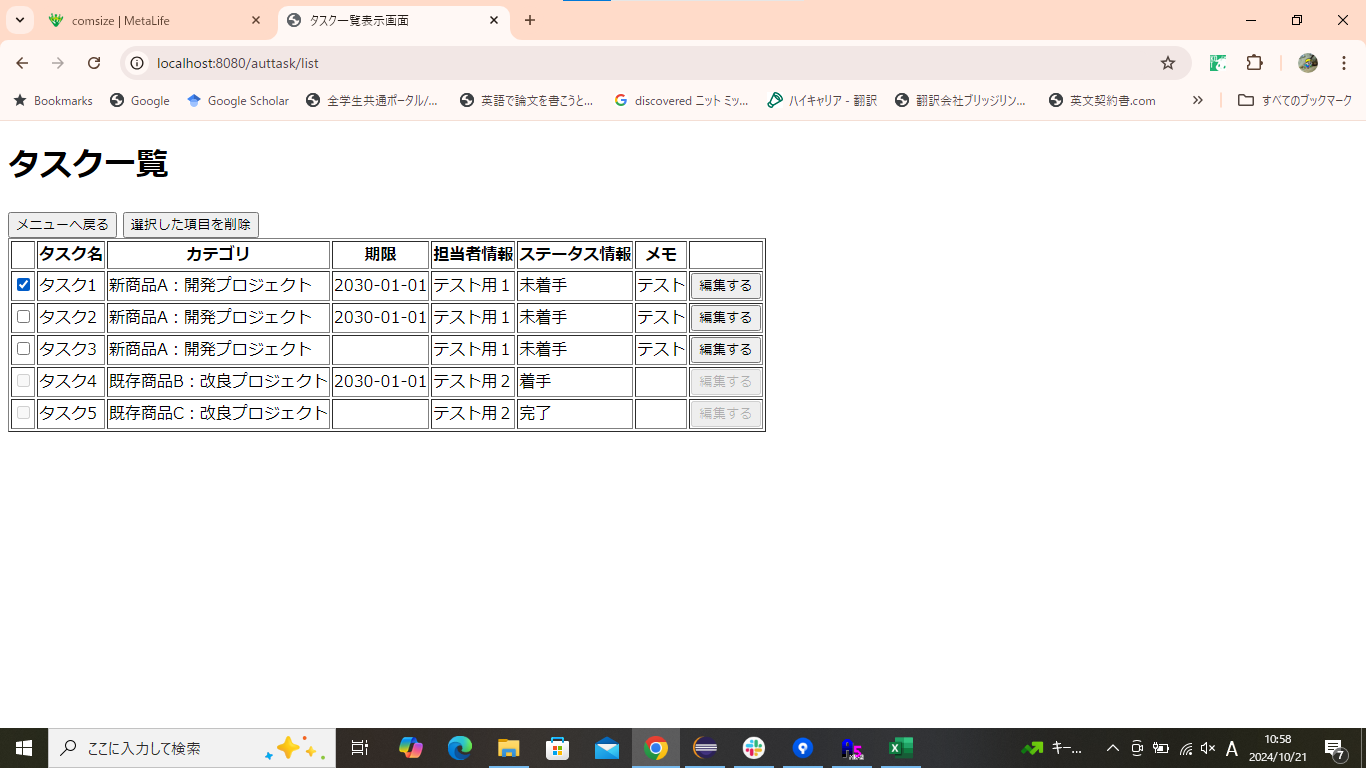 comsize | MetaLife
タスク一覧表示画面
localhost:8080/auttask/list
Bookmarks Google Google Scholar 全学生共通ポータル/... 英語で論文を書こうと... discovered ニット ミッ... ハイキャリア - 翻訳 翻訳会社ブリッジリン... 英文契約書.com » すべてのブックマーク
タスク一覧
メニューへ戻る 選択した項目を削除
タスク名 カテゴリ 期限 担当者情報 ステータス情報 メモ
タスク1 新商品A：開発プロジェクト 2030-01-01 テスト用１ 未着手 テスト 編集する
タスク2 新商品A：開発プロジェクト 2030-01-01 テスト用１ 未着手 テスト 編集する
タスク3 新商品A：開発プロジェクト テスト用１ 未着手 テスト 編集する
タスク4 既存商品B：改良プロジェクト 2030-01-01 テスト用２ 着手 編集する
タスク5 既存商品C：改良プロジェクト テスト用２ 完了 編集する
ここに入力して検索
キー...
A
10:58
2024/10/21
7